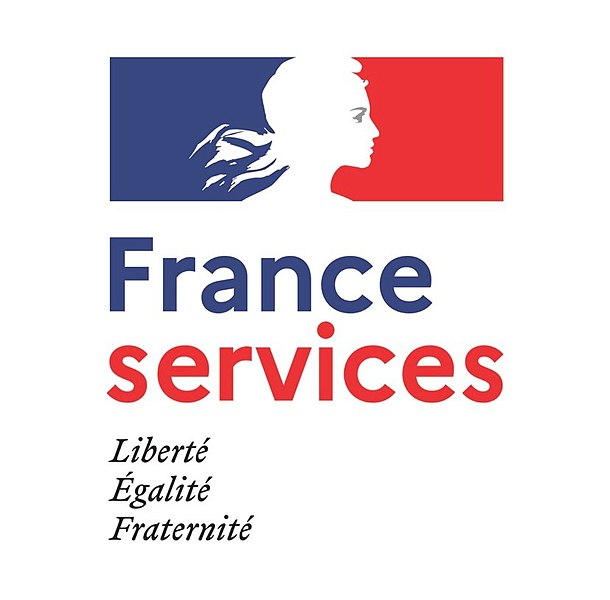 France
services
Liberté
Égalité
Fraternité